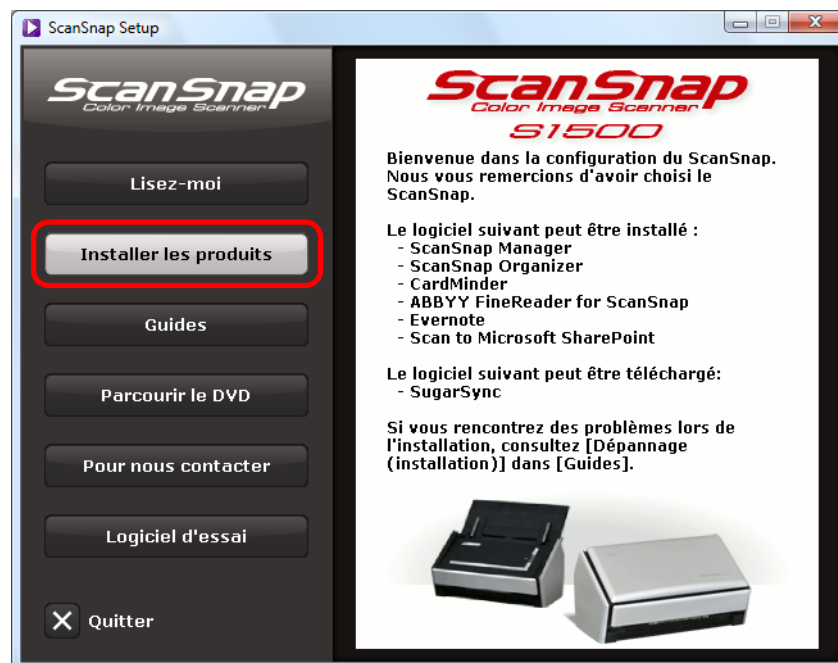 ScanSnap Setup
ScanSnap
Color Image Scanner
Lisez-moi
Installer les produits
Guides
Parcourir le DVD
Pour nous contacter
Logiciel d'essai
Quitter
ScanSnap
Color Image Scanner
S1500
Bienvenue dans la configuration du ScanSnap.
Nous vous remercions d'avoir choisi le
ScanSnap.
Le logiciel suivant peut être installé :
- ScanSnap Manager
- ScanSnap Organizer
- CardMinder
- ABBYY FineReader for ScanSnap
- Evernote
- Scan to Microsoft SharePoint
Le logiciel suivant peut être téléchargé:
- SugarSync
Si vous rencontrez des problèmes lors de
l'installation, consultez [Dépannage
(installation)] dans [Guides].